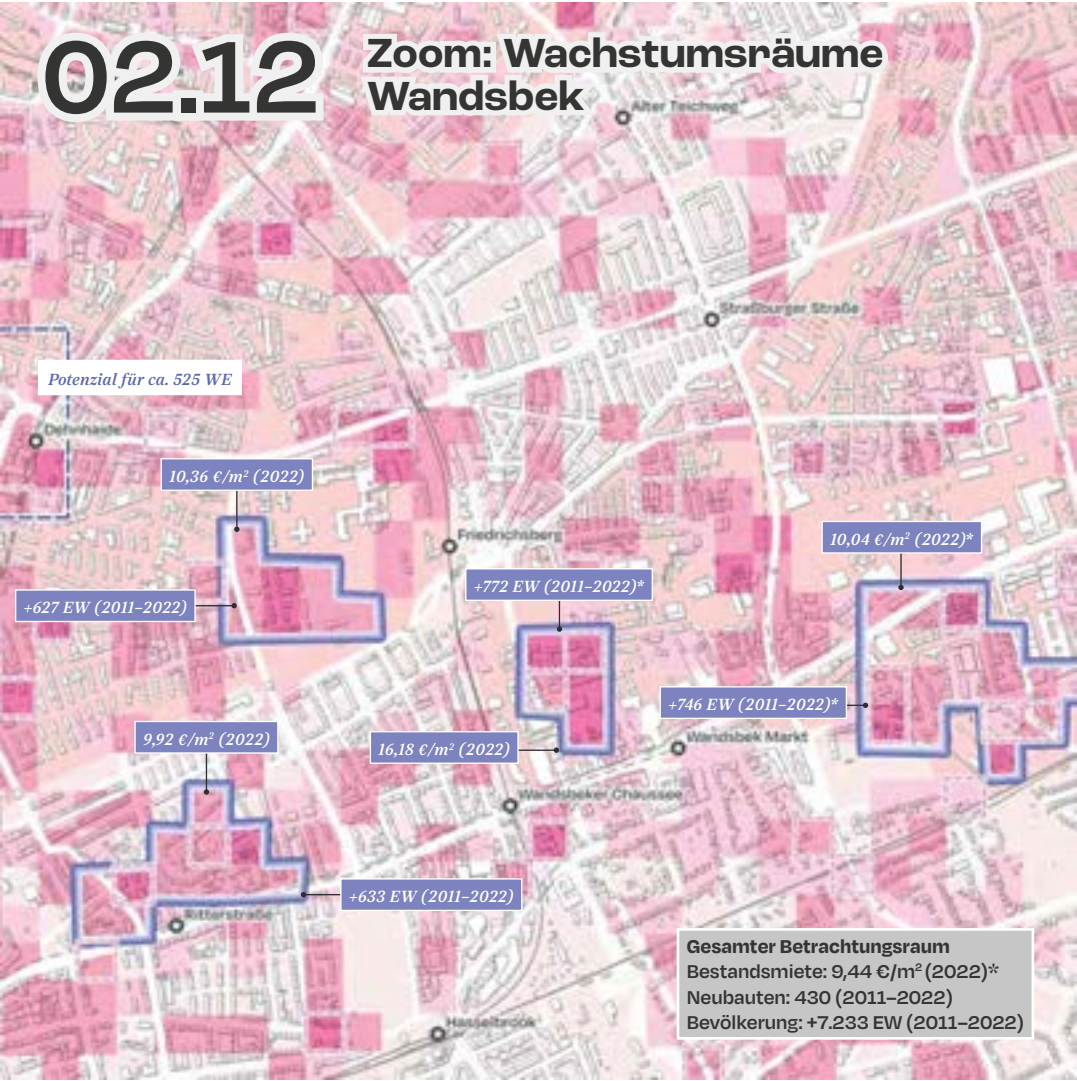 02.12
Zoom: Wachstumsräume
Wandsbek
Alter Teichweg
Straßburger Straße
Potenzial für ca. 525 WE
Dehnhaide
10,36 €/m² (2022)
Friedrichsberg
10,04 €/m² (2022)*
+772 EW (2011–2022)*
+627 EW (2011–2022)
+746 EW (2011–2022)*
9,92 €/m² (2022)
16,18 €/m² (2022)
Wandsbek Markt
Wandsbeker Chaussee
+633 EW (2011–2022)
Ritterstraße
Gesamter Betrachtungsraum
Bestandsmiete: 9,44 €/m² (2022)*
Neubauten: 430 (2011–2022)
Bevölkerung: +7.233 EW (2011–2022)
Hasselbrook